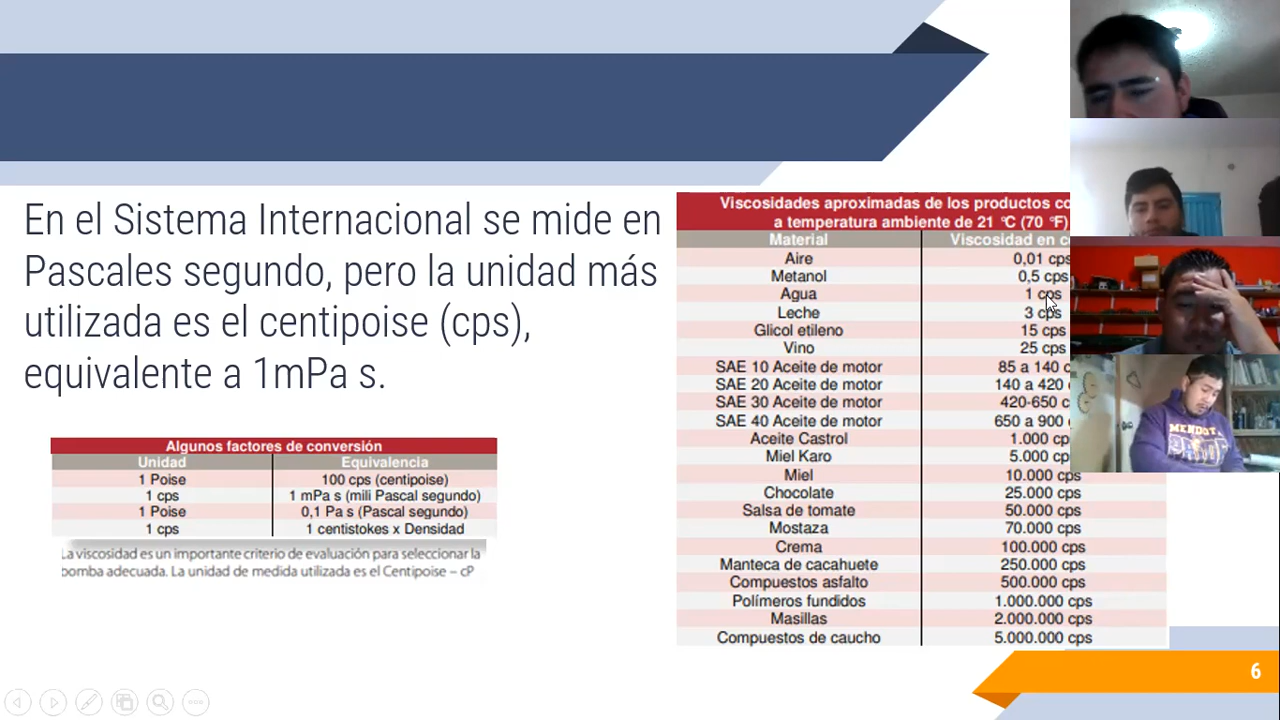 En el Sistema Internacional se mide en
Pascales segundo, pero la unidad más
utilizada es el centipoise (cps),
equivalente a 1mPa s.
Algunos factores de conversión
Unidad Equivalencia
1 Poise 100 cps (centipoise)
1 cps 1 mPa s (mili Pascal segundo)
1 Poise 0,1 Pa s (Pascal segundo)
1 cps 1 centistokes x Densidad
La viscosidad es un importante criterio de evaluación para seleccionar la
bomba adecuada. La unidad de medida utilizada es el Centipoise – cP
Viscosidades aproximadas de los productos
a temperatura ambiente de 21 °C (70 °F)
Material Viscosidad en
Aire 0,01 cps
Metanol 0,5 cps
Agua 1 cps
Leche 3 cps
Glicol etileno 15 cps
Vino 25 cps
SAE 10 Aceite de motor 85 a 140
SAE 20 Aceite de motor 140 a 420
SAE 30 Aceite de motor 420-650
SAE 40 Aceite de motor 650 a 900
Aceite Castrol 1.000
Miel Karo 5.000
Miel 10.000 cps
Chocolate 25.000 cps
Salsa de tomate 50.000 cps
Mostaza 70.000 cps
Crema 100.000 cps
Manteca de cacahuete 250.000 cps
Compuestos asfalto 500.000 cps
Polímeros fundidos 1.000.000 cps
Masillas 2.000.000 cps
Compuestos de caucho 5.000.000 cps
6